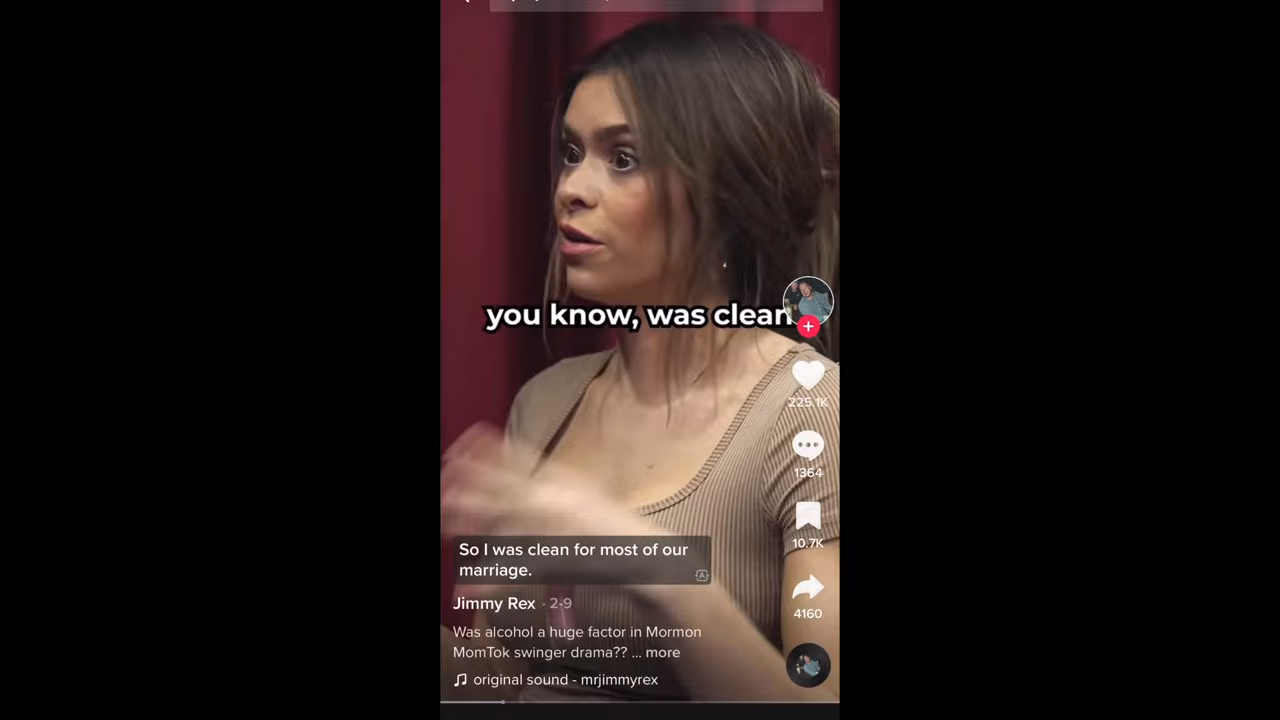 you know, was clean
225.1K
1364
10.7K
4160
So I was clean for most of our
marriage.
Jimmy Rex · 2-9
Was alcohol a huge factor in Mormon
MomTok swinger drama?? ... more
original sound - mrjimmyrex